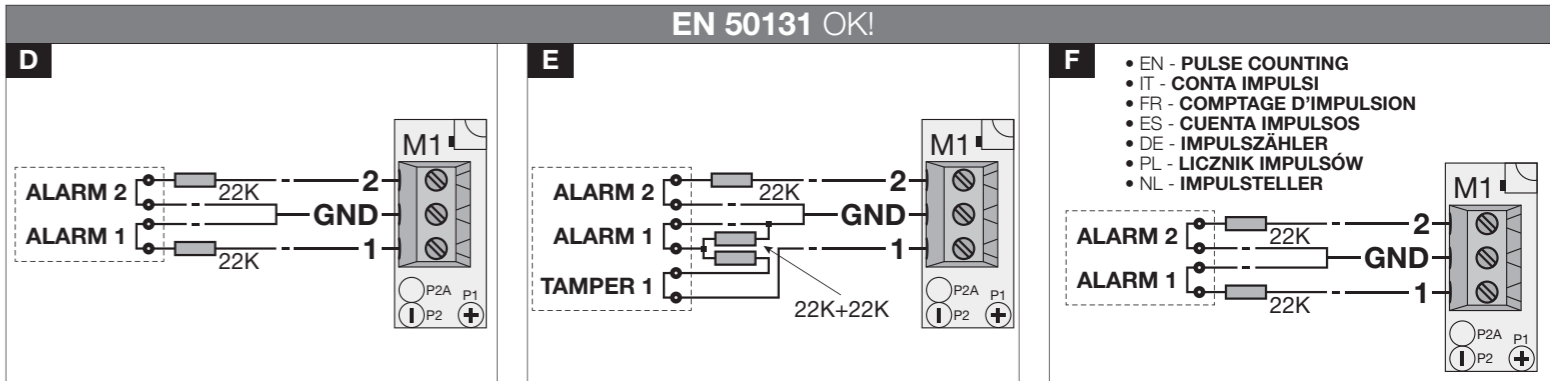 EN 50131 OK!
D
M1
ALARM 2
22K
2
GND
ALARM 1
22K
1
P2A
P1
P2
E
M1
ALARM 2
22K
2
GND
ALARM 1
1
TAMPER 1
22K+22K
P2A
P1
P2
F
• EN - PULSE COUNTING
• IT - CONTA IMPULSI
• FR - COMPTAGE D'IMPULSION
• ES - CUENTA IMPULSOS
• DE - IMPULSZÄHLER
• PL - LICZNIK IMPULSÓW
• NL - IMPULSTELLER
M1
ALARM 2
22K
2
GND
ALARM 1
22K
1
P2A
P1
P2